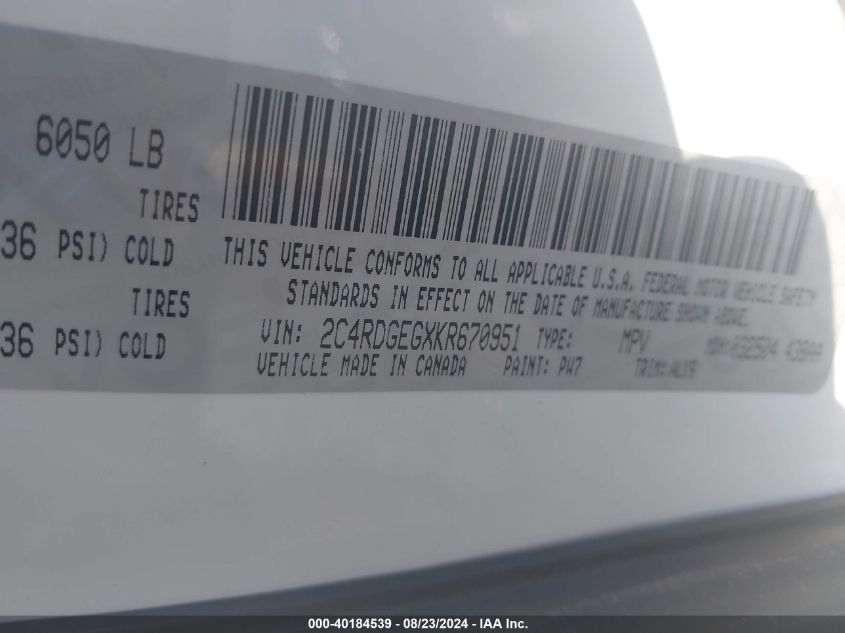 6050 LB
TIRES
36 PSI) COLD
TIRES
36 PSI) COLD
THIS VEHICLE CONFORMS TO ALL APPLICABLE U.S.A. FEDERAL MOTOR VEHICLE SAFETY
STANDARDS IN EFFECT ON THE DATE OF MANUFACTURE SHOWN ABOVE.
VIN: 2C4RDGEGXKR670951 TYPE: MPV MDH:
VEHICLE MADE IN CANADA PAINT: PW7 TRIM:
000-40184539 - 08/23/2024 - IAA Inc.